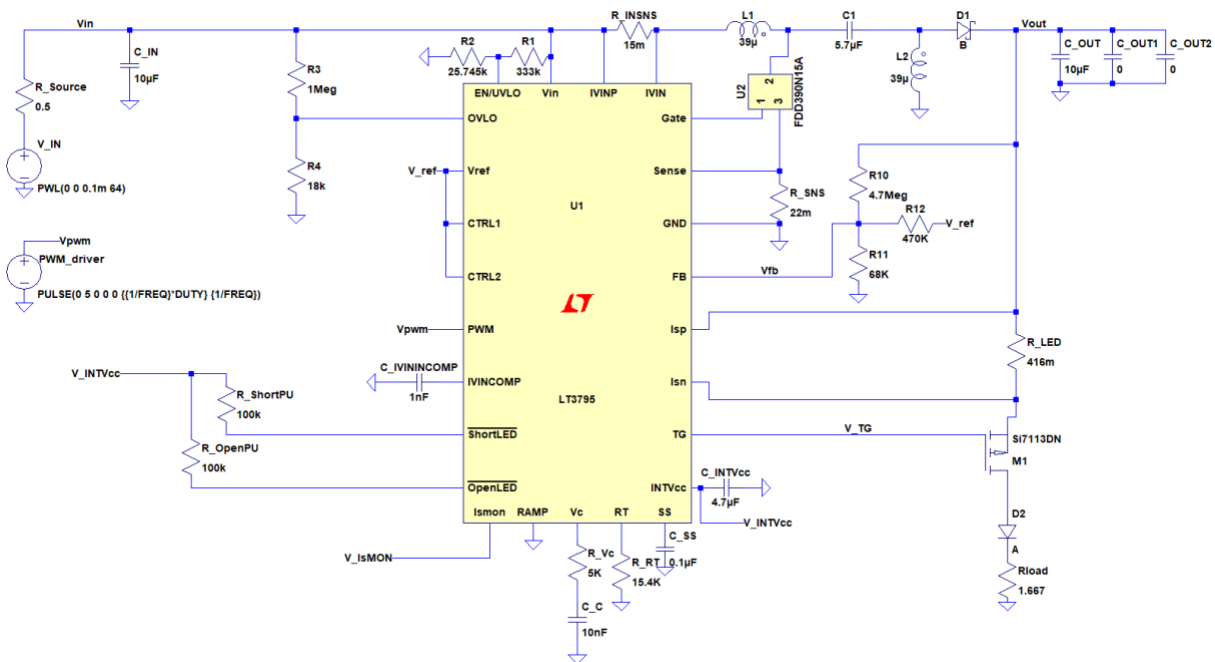 Vin
C_IN
10µF
R_Source
0.5
V_IN
PWL(0 0 0.1m 64)
R3
1Meg
R4
18k
R2
25.745k
R1
333k
R_INSNS
15m
L1
39µ
C1
5.7µF
D1
B
L2
39µ
Vout
C_OUT
10µF
C_OUT1
0
C_OUT2
0
U2
1
2
3
FDD390N15A
EN/UVLO
Vin
IVINP
IVIN
OVLO
Gate
V_ref
Vref
Sense
R_SNS
22m
U1
CTRL1
GND
CTRL2
FB
Vfb
R10
4.7Meg
R12
470K
V_ref
R11
68K
Vpwm
PWM_driver
PULSE(0 5 0 0 0 {{1/FREQ}*DUTY} {1/FREQ})
Vpwm
PWM
Isp
R_LED
416m
C_IVININCOMP
1nF
IVINCOMP
Isn
LT3795
V_INTVcc
R_ShortPU
100k
ShortLED
TG
V_TG
Si7113DN
M1
R_OpenPU
100k
OpenLED
INTVcc
C_INTVcc
4.7µF
V_INTVcc
Ismon
RAMP
Vc
RT
SS
V_IsMON
R_Vc
5K
R_RT
15.4K
C_SS
0.1µF
C_C
10nF
D2
A
Rload
1.667